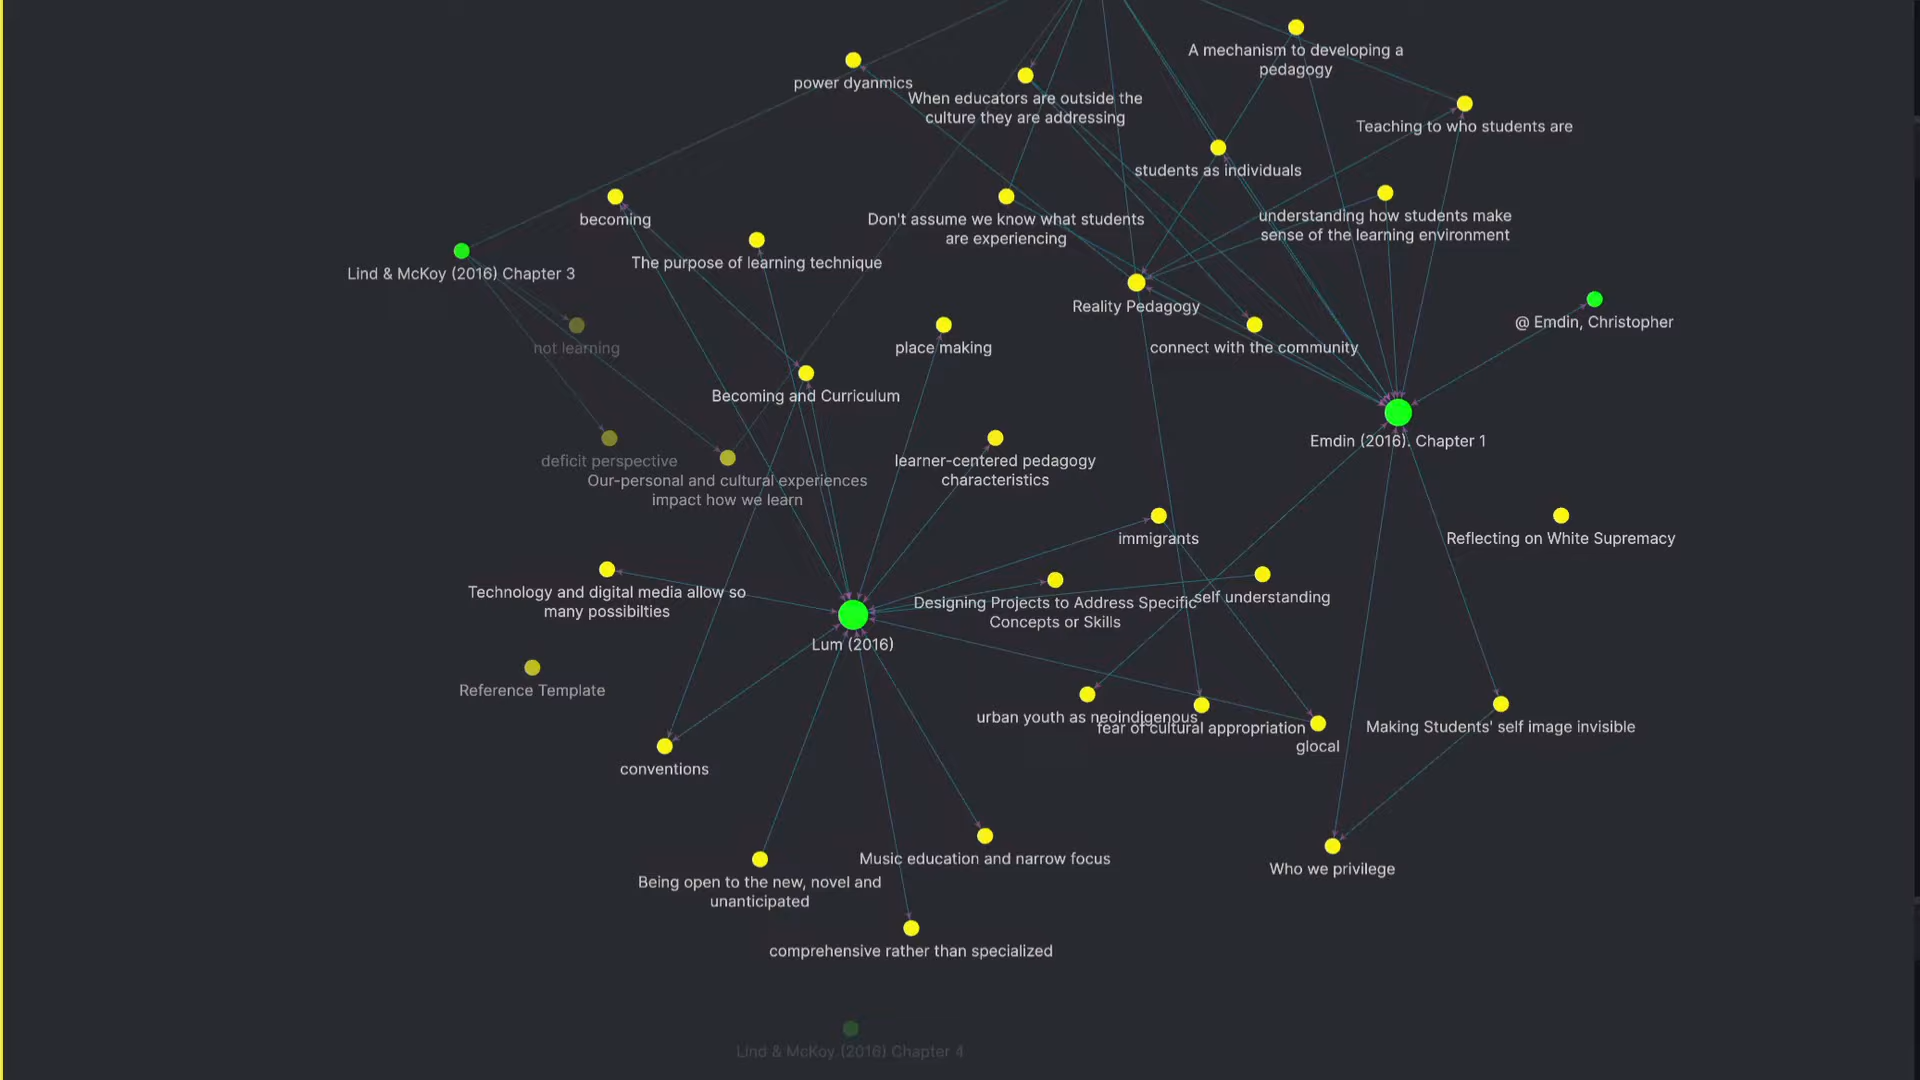 A mechanism to developing a
pedagogy
power dyanmics
When educators are outside the
culture they are addressing
Teaching to who students are
students as individuals
becoming
Don't assume we know what students
are experiencing
understanding how students make
sense of the learning environment
The purpose of learning technique
Lind & McKoy (2016) Chapter 3
Reality Pedagogy
@ Emdin, Christopher
not learning
place making
connect with the community
Becoming and Curriculum
Emdin (2016). Chapter 1
deficit perspective
learner-centered pedagogy
characteristics
Our-personal and cultural experiences
impact how we learn
immigrants
Reflecting on White Supremacy
Technology and digital media allow so
many possibilties
Designing Projects to Address Specific
Concepts or Skills
self understanding
Lum (2016)
Reference Template
urban youth as neoindigenous
fear of cultural appropriation
Making Students' self image invisible
glocal
conventions
Music education and narrow focus
Who we privilege
Being open to the new, novel and
unanticipated
comprehensive rather than specialized
Lind & McKoy (2016) Chapter 4